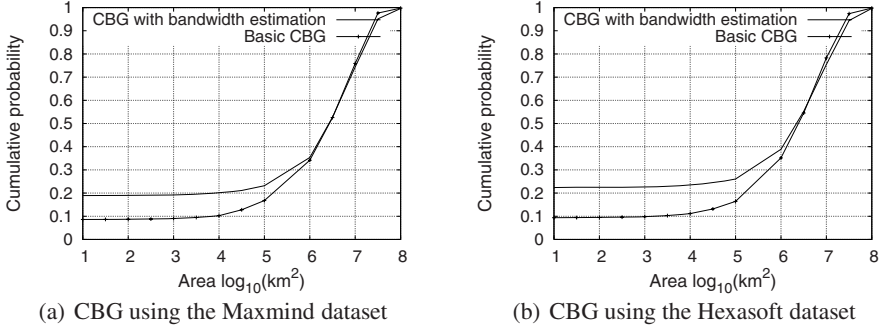 CBG with bandwidth estimation
Basic CBG
Cumulative probability
1
0.9
0.8
0.7
0.6
0.5
0.4
0.3
0.2
0.1
0
1 2 3 4 5 6 7 8
Area log10(km2)
(a) CBG using the Maxmind dataset
CBG with bandwidth estimation
Basic CBG
Cumulative probability
1
0.9
0.8
0.7
0.6
0.5
0.4
0.3
0.2
0.1
0
1 2 3 4 5 6 7 8
Area log10(km2)
(b) CBG using the Hexasoft dataset